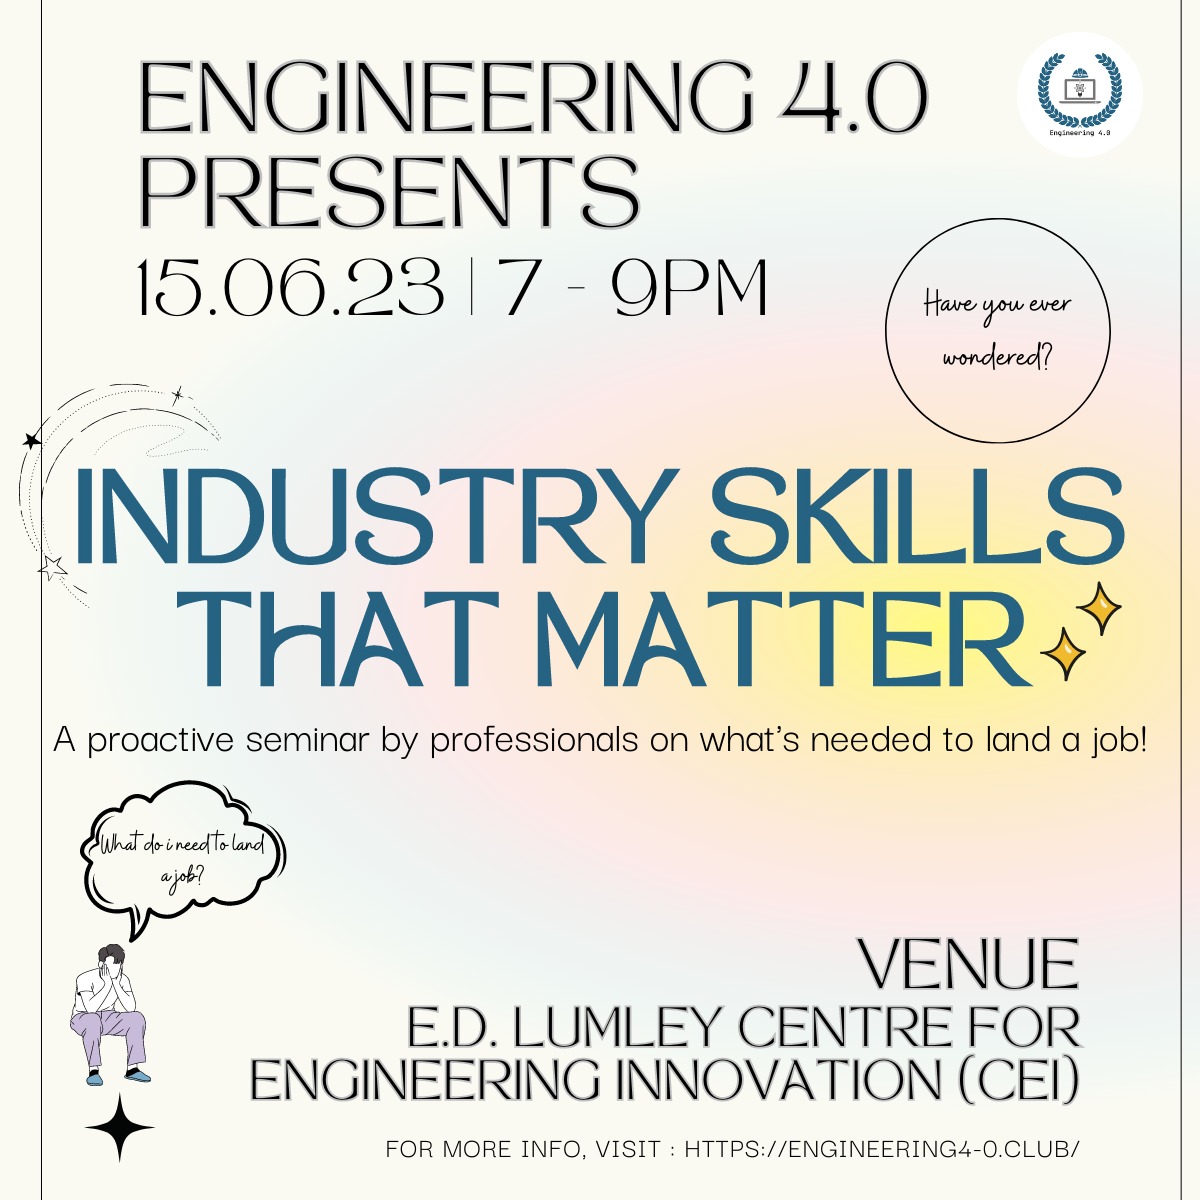 ENGINEERING 4.0
PRESENTS
15.06.23 | 7 - 9PM
Engineering 4.0
Have you ever
wondered?
INDUSTRY SKILLS
THAT MATTER
A proactive seminar by professionals on what's needed to land a job!
What do i need to land
a job?
VENUE
E.D. LUMLEY CENTRE FOR
ENGINEERING INNOVATION (CEI)
FOR MORE INFO, VISIT : HTTPS://ENGINEERING4-0.CLUB/